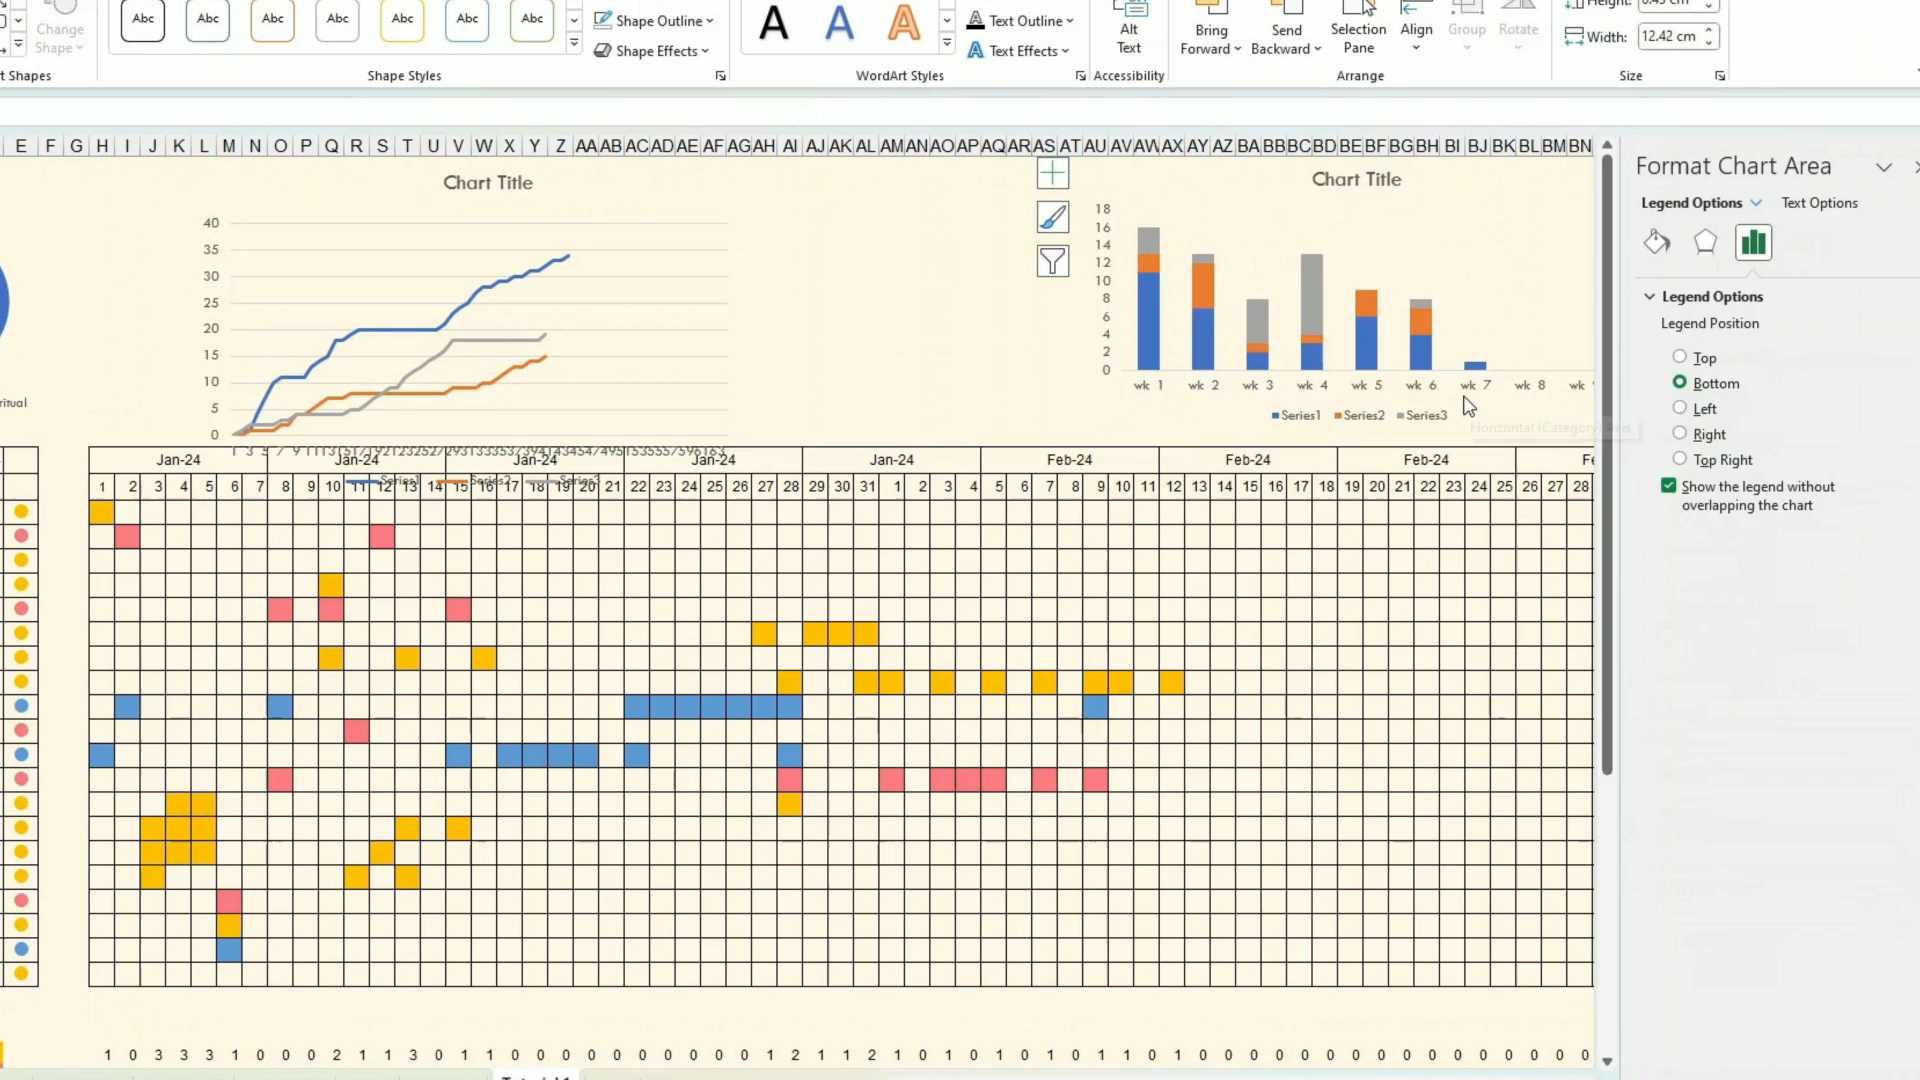 Abc Abc Abc Abc Abc Abc Abc
Change
Shape
t Shapes
Shape Outline
Shape Effects
Shape Styles
A A A
Text Outline
Text Effects
WordArt Styles
Alt
Text
Accessibility
Bring
Forward
Send
Backward
Selection
Pane
Align
Group
Rotate
Arrange
Height:
Width: 12.42 cm
Size
E F G H I J K L M N O P Q R S T U V W X Y Z AA AB AC AD AE AF AG AH AI AJ AK AL AM AN AO AP AQ AR AS AT AU AV AW AX AY AZ BA BB BC BD BE BF BG BH BI BJ BK BL BM BN
Chart Title
40
35
30
25
20
15
10
5
0
Series1 Series2 Series3
Chart Title
18
16
14
12
10
8
6
4
2
0
wk 1 wk 2 wk 3 wk 4 wk 5 wk 6 wk 7 wk 8 wk
Series1 Series2 Series3
Horizontal (Category) Axis
ritual
Jan-24 Jan-24 Jan-24 Jan-24 Jan-24 Feb-24 Feb-24 Feb-24 Fe
1 2 3 4 5 6 7 8 9 10 11 12 13 14 15 16 17 18 19 20 21 22 23 24 25 26 27 28 29 30 31 1 2 3 4 5 6 7 8 9 10 11 12 13 14 15 16 17 18 19 20 21 22 23 24 25 26 27 28
1 0 3 3 3 1 0 0 0 2 1 1 3 0 1 1 0 0 0 0 0 0 0 0 0 0 1 2 1 1 2 1 0 1 0 1 0 1 0 1 1 0 1 0 0 0 0 0 0 0 0 0 0 0 0 0 0 0 0
Format Chart Area
Legend Options Text Options
Legend Options
Legend Position
Top
Bottom
Left
Right
Top Right
Show the legend without
overlapping the chart